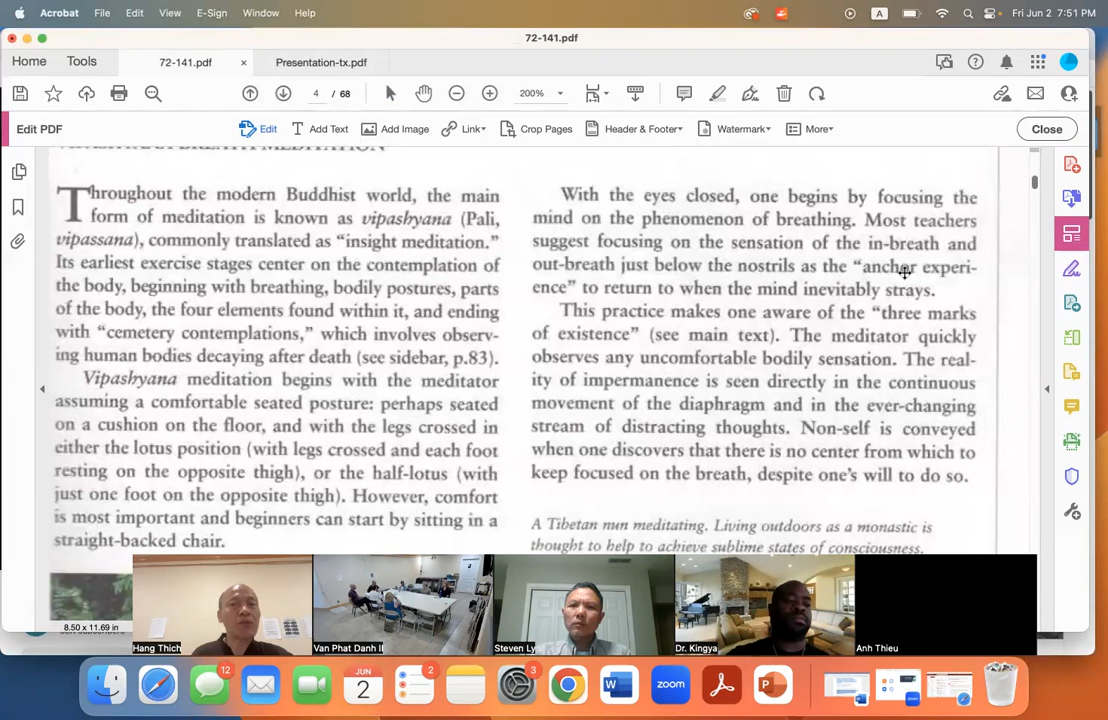 Acrobat File Edit View E-Sign Window Help
A Fri Jun 2 7:51 PM
72-141.pdf
Home Tools 72-141.pdf × Presentation-tx.pdf
4 / 68 200%
Edit PDF
Edit Add Text Add Image Link Crop Pages Header & Footer Watermark More
Close
BREATH MEDITATION
Throughout the modern Buddhist world, the main
form of meditation is known as vipashyana (Pali,
vipassana), commonly translated as “insight meditation.”
Its earliest exercise stages center on the contemplation of
the body, beginning with breathing, bodily postures, parts
of the body, the four elements found within it, and ending
with “cemetery contemplations,” which involves observ-
ing human bodies decaying after death (see sidebar, p.83).
Vipashyana meditation begins with the meditator
assuming a comfortable seated posture: perhaps seated
on a cushion on the floor, and with the legs crossed in
either the lotus position (with legs crossed and each foot
resting on the opposite thigh), or the half-lotus (with
just one foot on the opposite thigh). However, comfort
is most important and beginners can start by sitting in a
straight-backed chair.
With the eyes closed, one begins by focusing the
mind on the phenomenon of breathing. Most teachers
suggest focusing on the sensation of the in-breath and
out-breath just below the nostrils as the “anchor experi-
ence” to return to when the mind inevitably strays.
This practice makes one aware of the “three marks
of existence” (see main text). The meditator quickly
observes any uncomfortable bodily sensation. The real-
ity of impermanence is seen directly in the continuous
movement of the diaphragm and in the ever-changing
stream of distracting thoughts. Non-self is conveyed
when one discovers that there is no center from which to
keep focused on the breath, despite one’s will to do so.
A Tibetan nun meditating. Living outdoors as a monastic is
thought to help to achieve sublime states of consciousness.
8.50 x 11.69 in
Hang Thich
Van Phat Danh II
Steven Ly
Dr. Kingya
Anh Thieu
12
JUN
2
2
3
W
zoom
P